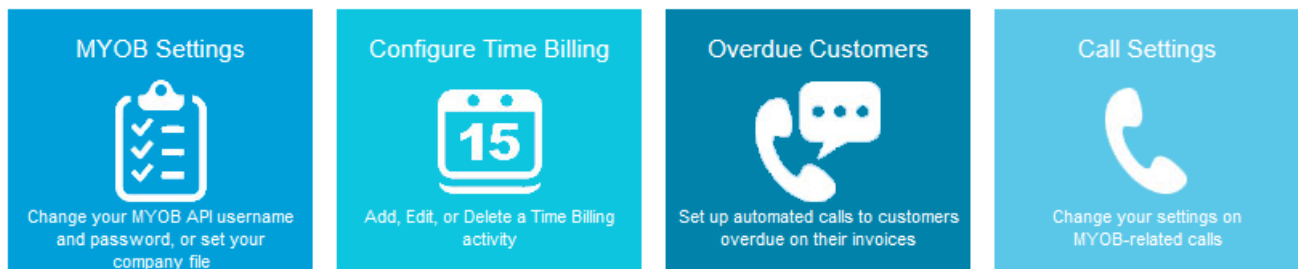 MYOB Settings
Change your MYOB API username
and password, or set your
company file
Configure Time Billing
15
Add, Edit, or Delete a Time Billing
activity
Overdue Customers
Set up automated calls to customers
overdue on their invoices
Call Settings
Change your settings on
MYOB-related calls